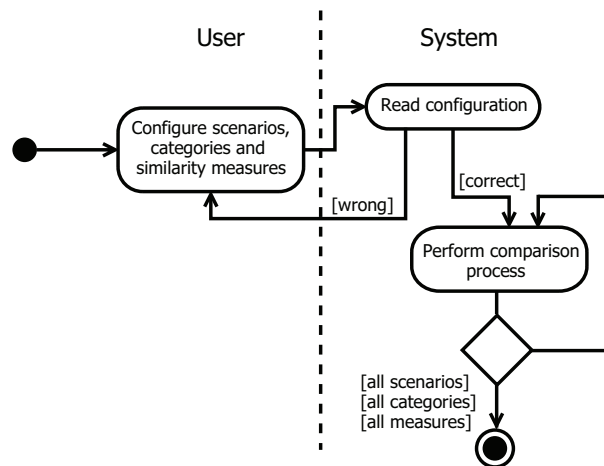 User
System
Configure scenarios,
categories and
similarity measures
Read configuration
[wrong]
[correct]
Perform comparison
process
[all scenarios]
[all categories]
[all measures]